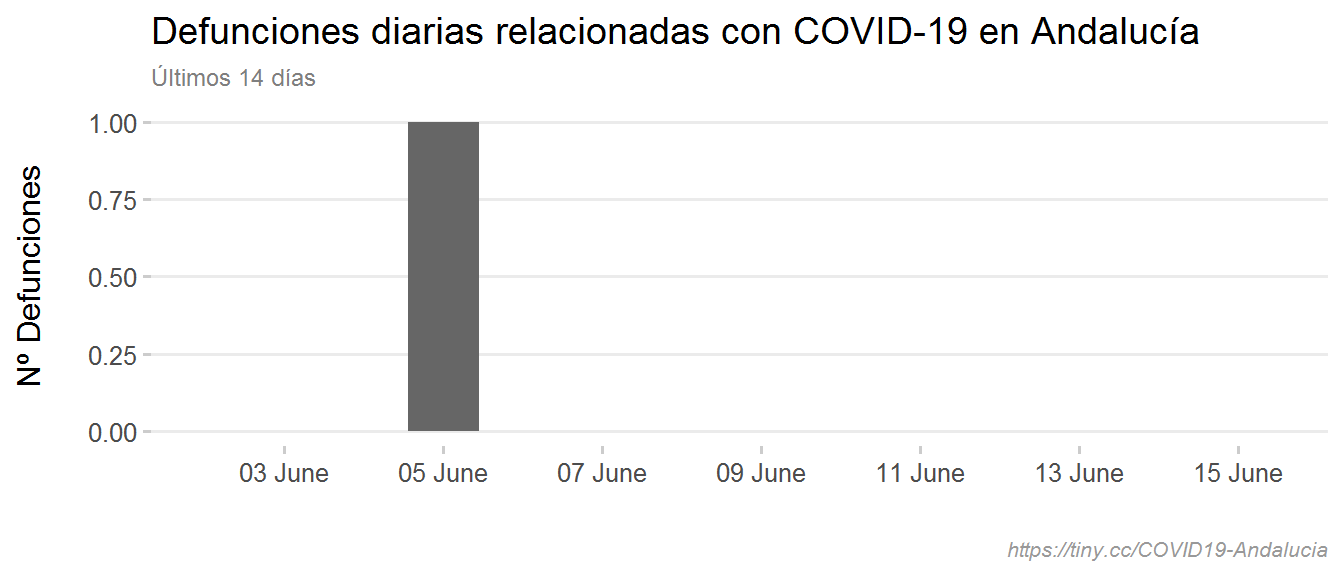 Defunciones diarias relacionadas con COVID-19 en Andalucía
Últimos 14 días
Nº Defunciones
1.00
0.75
0.50
0.25
0.00
03 June 05 June 07 June 09 June 11 June 13 June 15 June
https://tiny.cc/COVID19-Andalucia